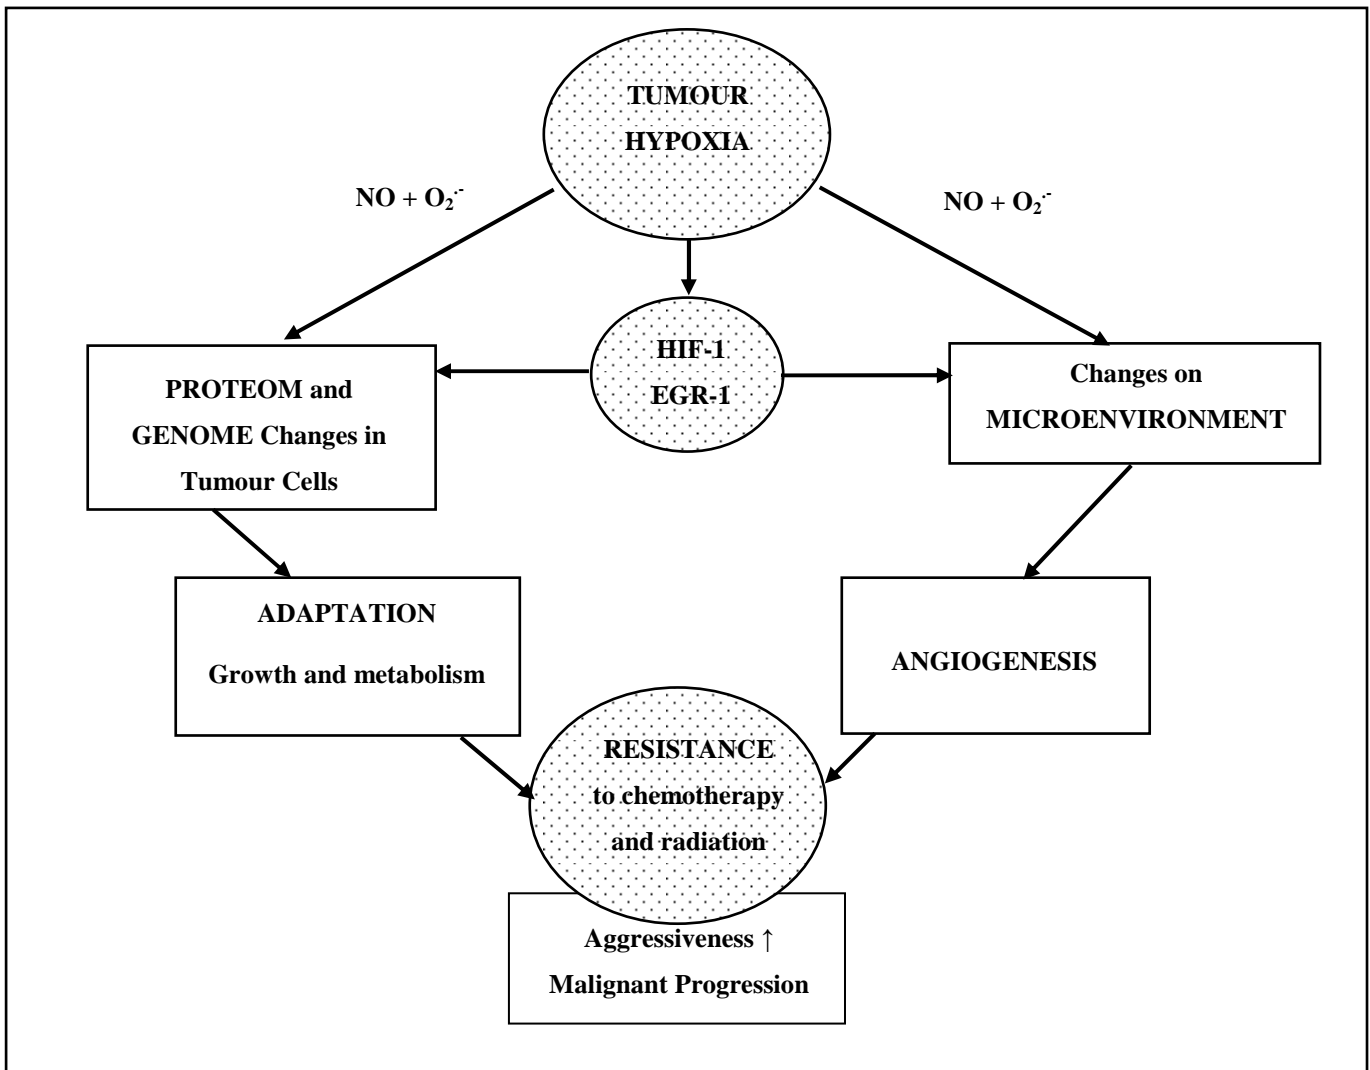 TUMOUR
HYPOXIA
NO + O₂·⁻
NO + O₂·⁻
HIF-1
EGR-1
PROTEOM and
GENOME Changes in
Tumour Cells
Changes on
MICROENVIRONMENT
ADAPTATION
Growth and metabolism
ANGIOGENESIS
RESISTANCE
to chemotherapy
and radiation
Aggressiveness ↑
Malignant Progression